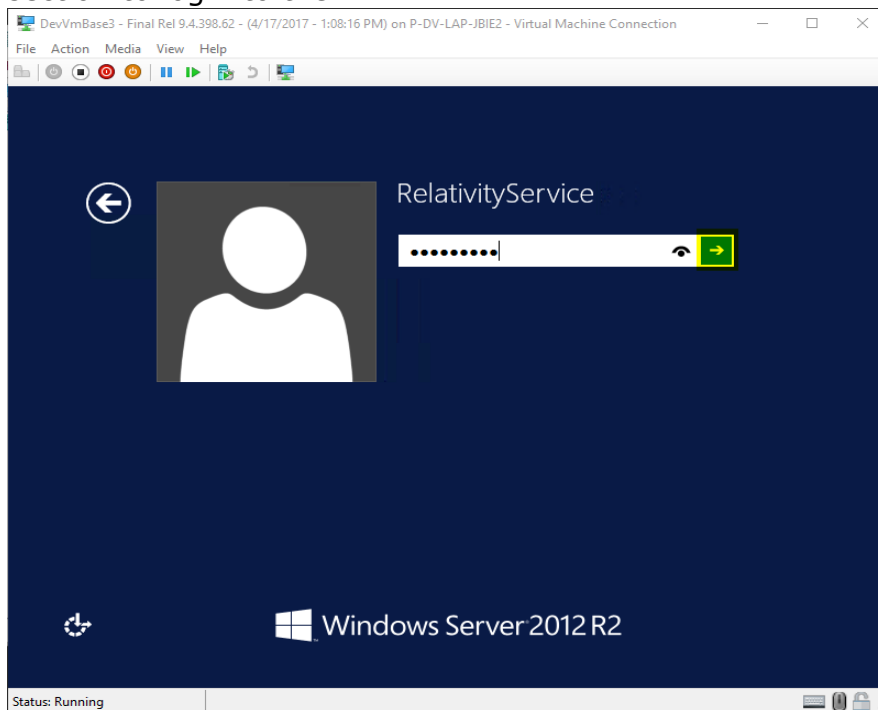 DevVmBase3 - Final Rel 9.4.398.62 - (4/17/2017 - 1:08:16 PM) on P-DV-LAP-JBIE2 - Virtual Machine Connection
File Action Media View Help
RelativityService
Windows Server 2012 R2
Status: Running